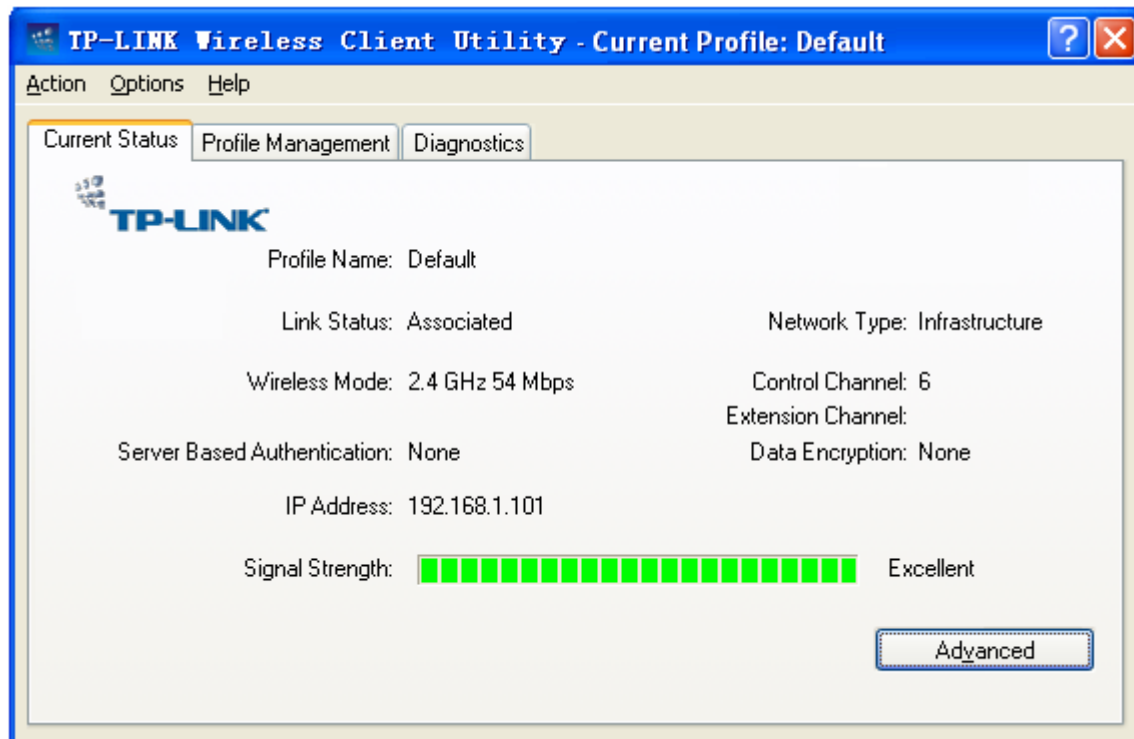 TP-LINK Wireless Client Utility - Current Profile: Default
Action Options Help
Current Status Profile Management Diagnostics
TP-LINK
Profile Name: Default
Link Status: Associated Network Type: Infrastructure
Wireless Mode: 2.4 GHz 54 Mbps Control Channel: 6
Extension Channel:
Server Based Authentication: None Data Encryption: None
IP Address: 192.168.1.101
Signal Strength: Excellent
Advanced